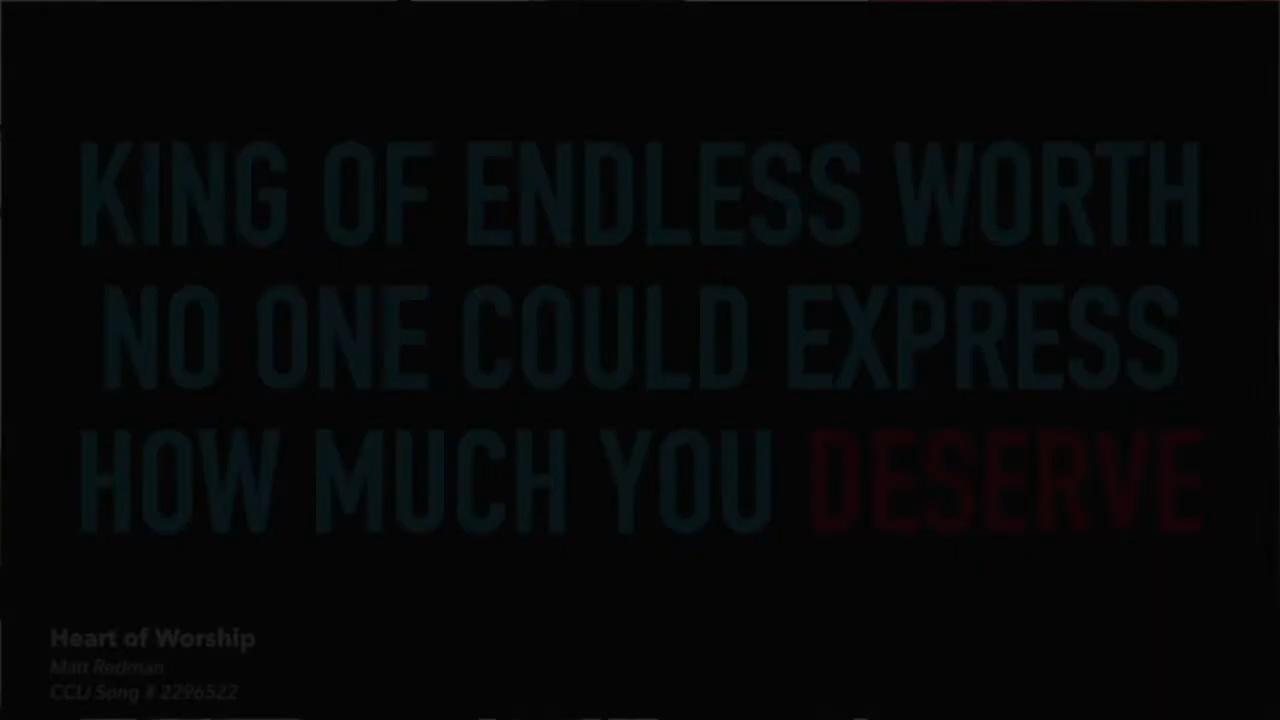 KING OF ENDLESS WORTH
NO ONE COULD EXPRESS
HOW MUCH YOU DESERVE
Heart of Worship
Matt Redman
CCLI Song # 2296522